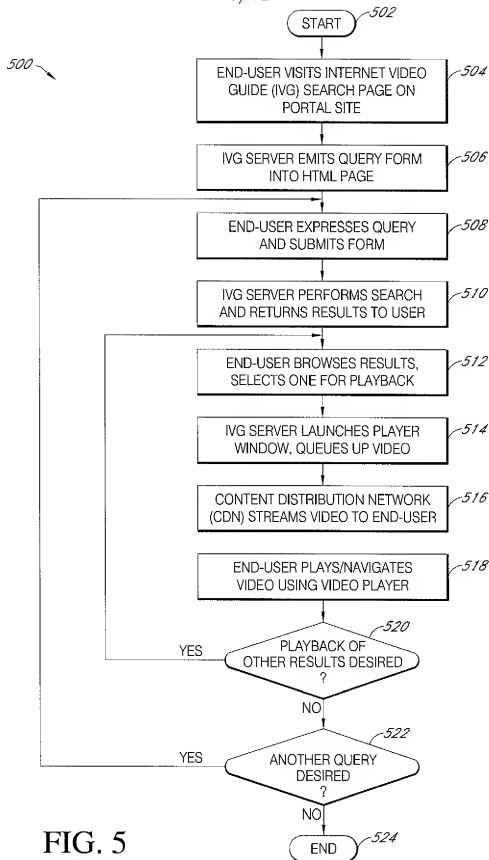 502
START
500
END-USER VISITS INTERNET VIDEO
GUIDE (IVG) SEARCH PAGE ON
PORTAL SITE
504
IVG SERVER EMITS QUERY FORM
INTO HTML PAGE
506
END-USER EXPRESSES QUERY
AND SUBMITS FORM
508
IVG SERVER PERFORMS SEARCH
AND RETURNS RESULTS TO USER
510
END-USER BROWSES RESULTS,
SELECTS ONE FOR PLAYBACK
512
IVG SERVER LAUNCHES PLAYER
WINDOW, QUEUES UP VIDEO
514
CONTENT DISTRIBUTION NETWORK
(CDN) STREAMS VIDEO TO END-USER
516
END-USER PLAYS/NAVIGATES
VIDEO USING VIDEO PLAYER
518
520
YES
PLAYBACK OF
OTHER RESULTS DESIRED
?
NO
522
YES
ANOTHER QUERY
DESIRED
?
NO
FIG. 5
END
524